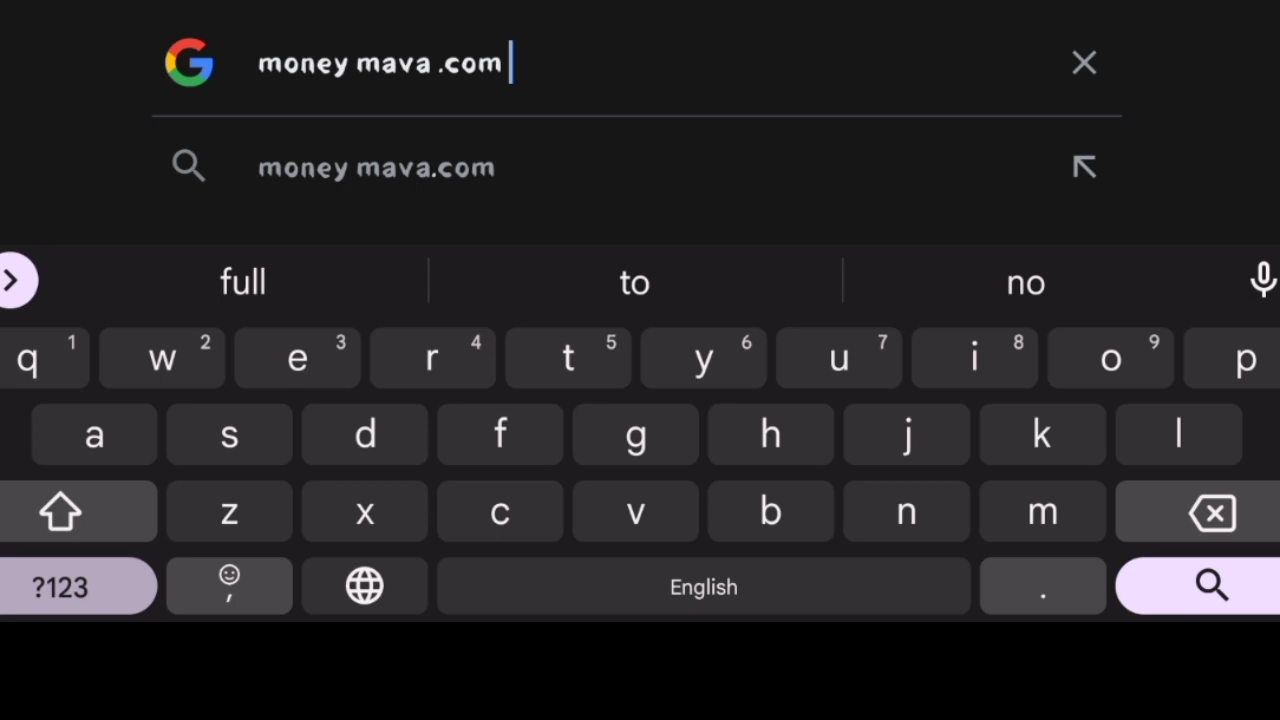 money mava .com
money mava.com
full to no
q 1 w 2 e 3 r 4 t 5 y 6 u 7 i 8 o 9 p
a s d f g h j k l
z x c v b n m
?123 , English .